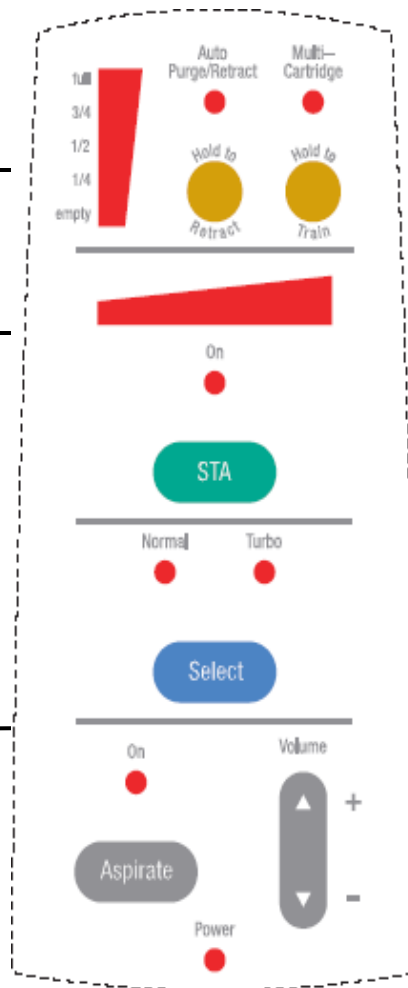 Auto
Purge/Retract
Multi–
Cartridge
full
3/4
1/2
1/4
empty
Hold to
Retract
Hold to
Train
On
STA
Normal
Turbo
Select
On
Volume
+
Aspirate
–
Power